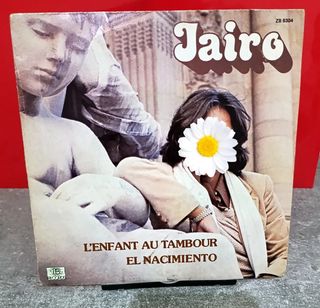 ZB 8304
Jairo
L'ENFANT AU TAMBOUR
EL NACIMIENTO